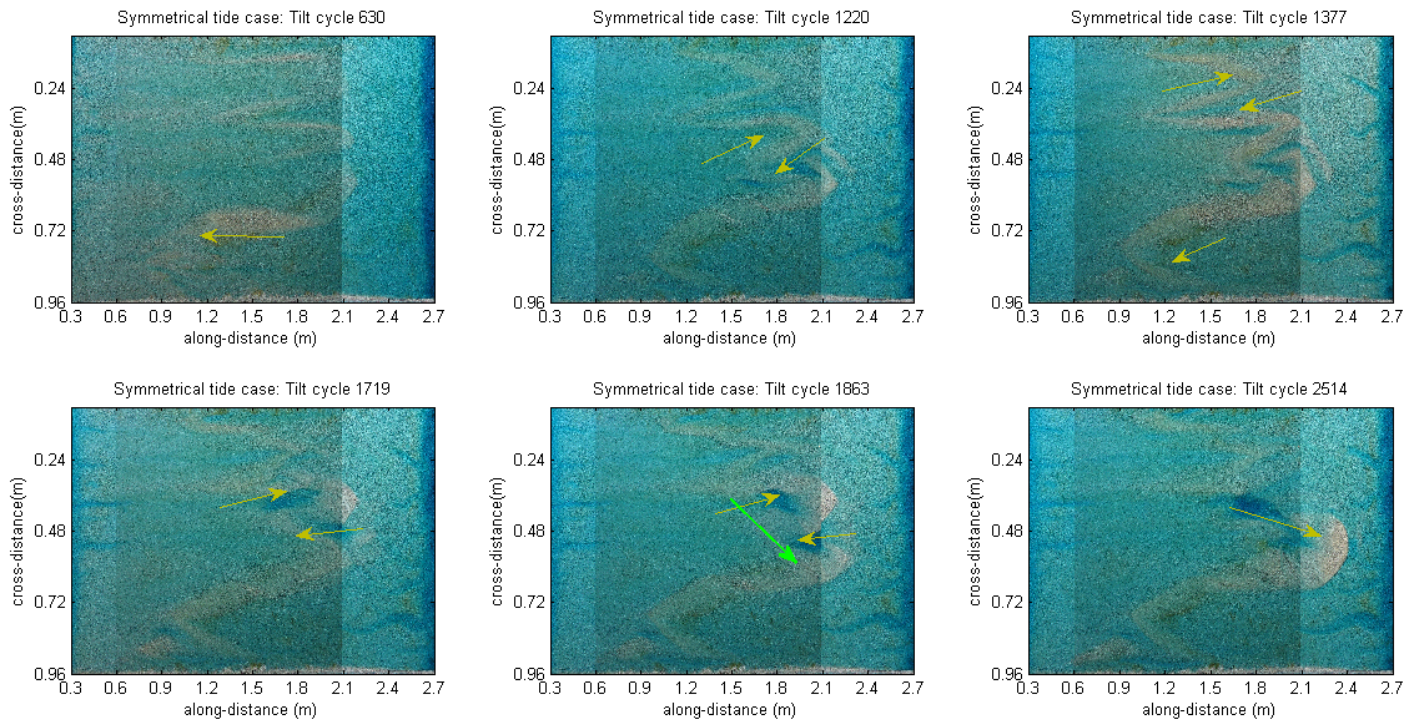 Symmetrical tide case: Tilt cycle 630
cross-distance(m)
0.24
0.48
0.72
0.96
0.3 0.6 0.9 1.2 1.5 1.8 2.1 2.4 2.7
along-distance (m)
Symmetrical tide case: Tilt cycle 1220
cross-distance(m)
0.24
0.48
0.72
0.96
0.3 0.6 0.9 1.2 1.5 1.8 2.1 2.4 2.7
along-distance (m)
Symmetrical tide case: Tilt cycle 1377
cross-distance(m)
0.24
0.48
0.72
0.96
0.3 0.6 0.9 1.2 1.5 1.8 2.1 2.4 2.7
along-distance (m)
Symmetrical tide case: Tilt cycle 1719
cross-distance(m)
0.24
0.48
0.72
0.96
0.3 0.6 0.9 1.2 1.5 1.8 2.1 2.4 2.7
along-distance (m)
Symmetrical tide case: Tilt cycle 1863
cross-distance(m)
0.24
0.48
0.72
0.96
0.3 0.6 0.9 1.2 1.5 1.8 2.1 2.4 2.7
along-distance (m)
Symmetrical tide case: Tilt cycle 2514
cross-distance(m)
0.24
0.48
0.72
0.96
0.3 0.6 0.9 1.2 1.5 1.8 2.1 2.4 2.7
along-distance (m)